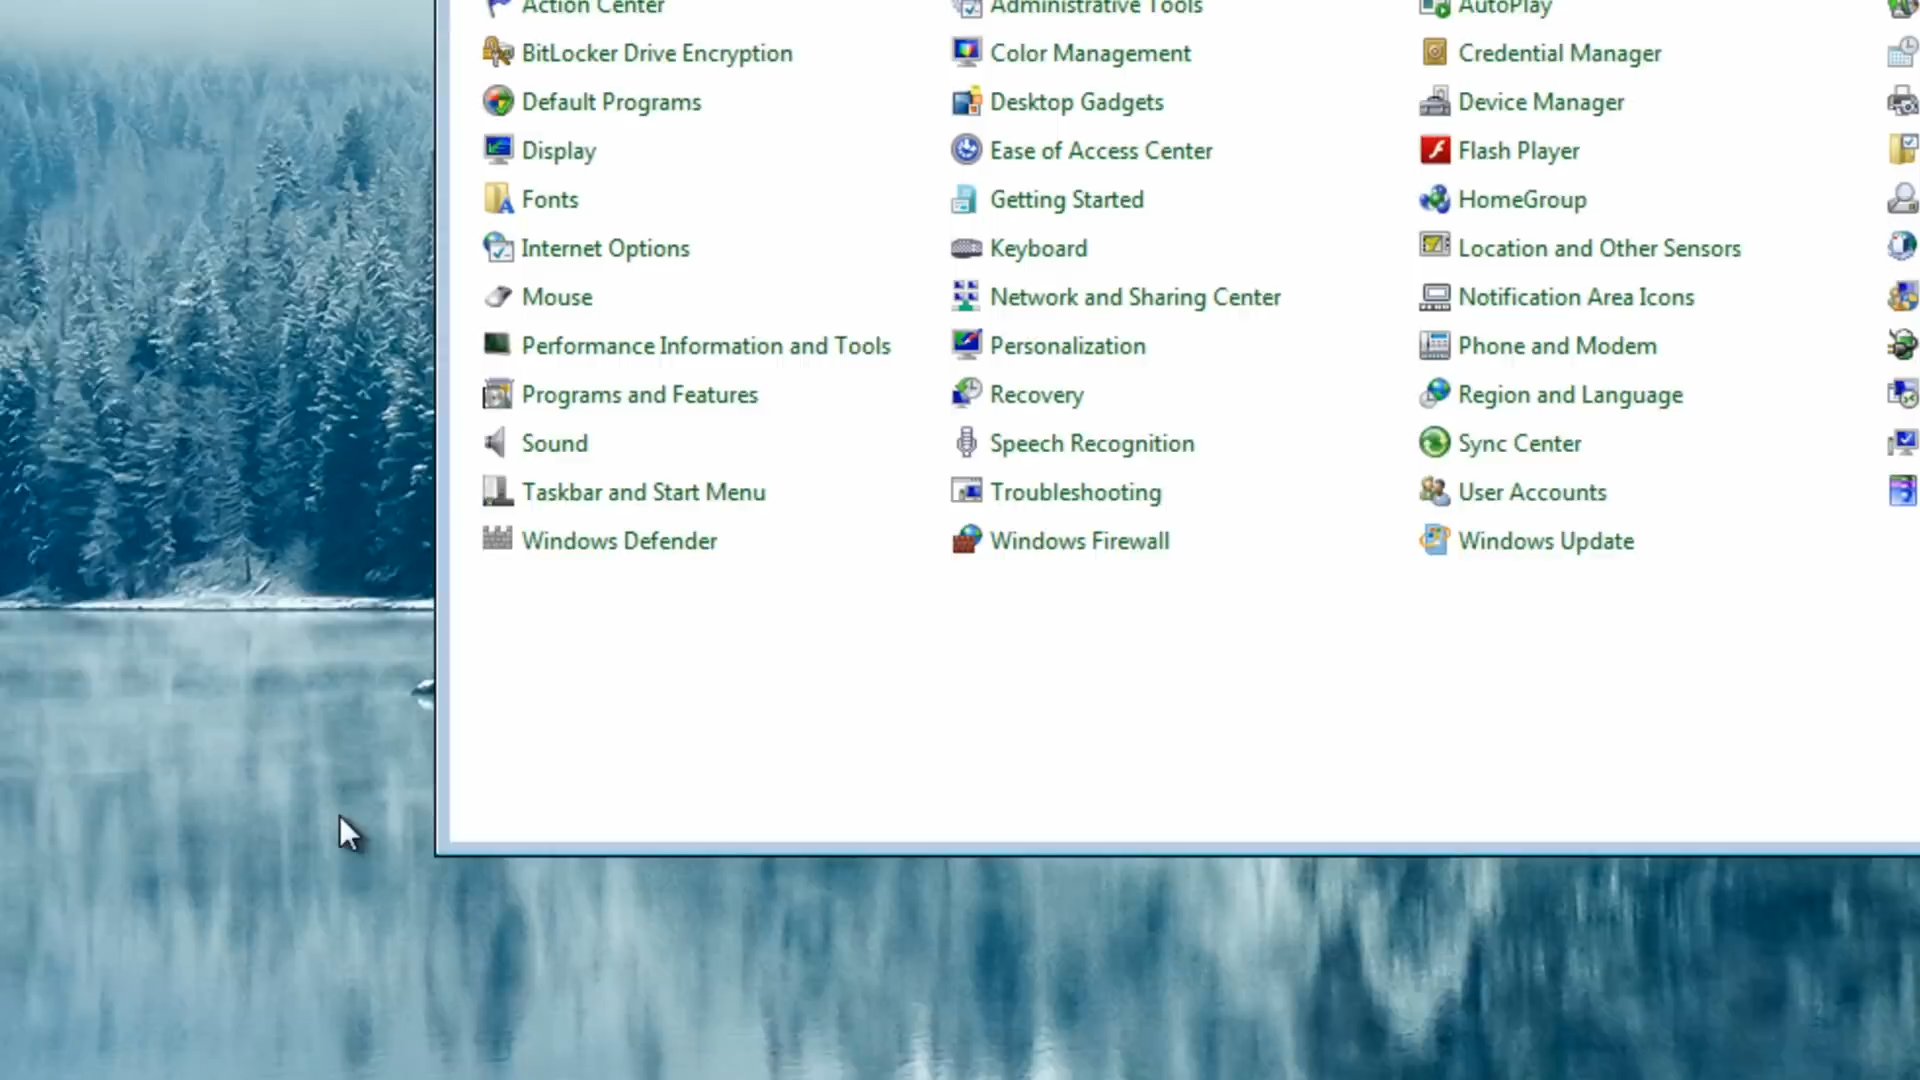 Action Center Administrative Tools AutoPlay
BitLocker Drive Encryption Color Management Credential Manager
Default Programs Desktop Gadgets Device Manager
Display Ease of Access Center Flash Player
Fonts Getting Started HomeGroup
Internet Options Keyboard Location and Other Sensors
Mouse Network and Sharing Center Notification Area Icons
Performance Information and Tools Personalization Phone and Modem
Programs and Features Recovery Region and Language
Sound Speech Recognition Sync Center
Taskbar and Start Menu Troubleshooting User Accounts
Windows Defender Windows Firewall Windows Update